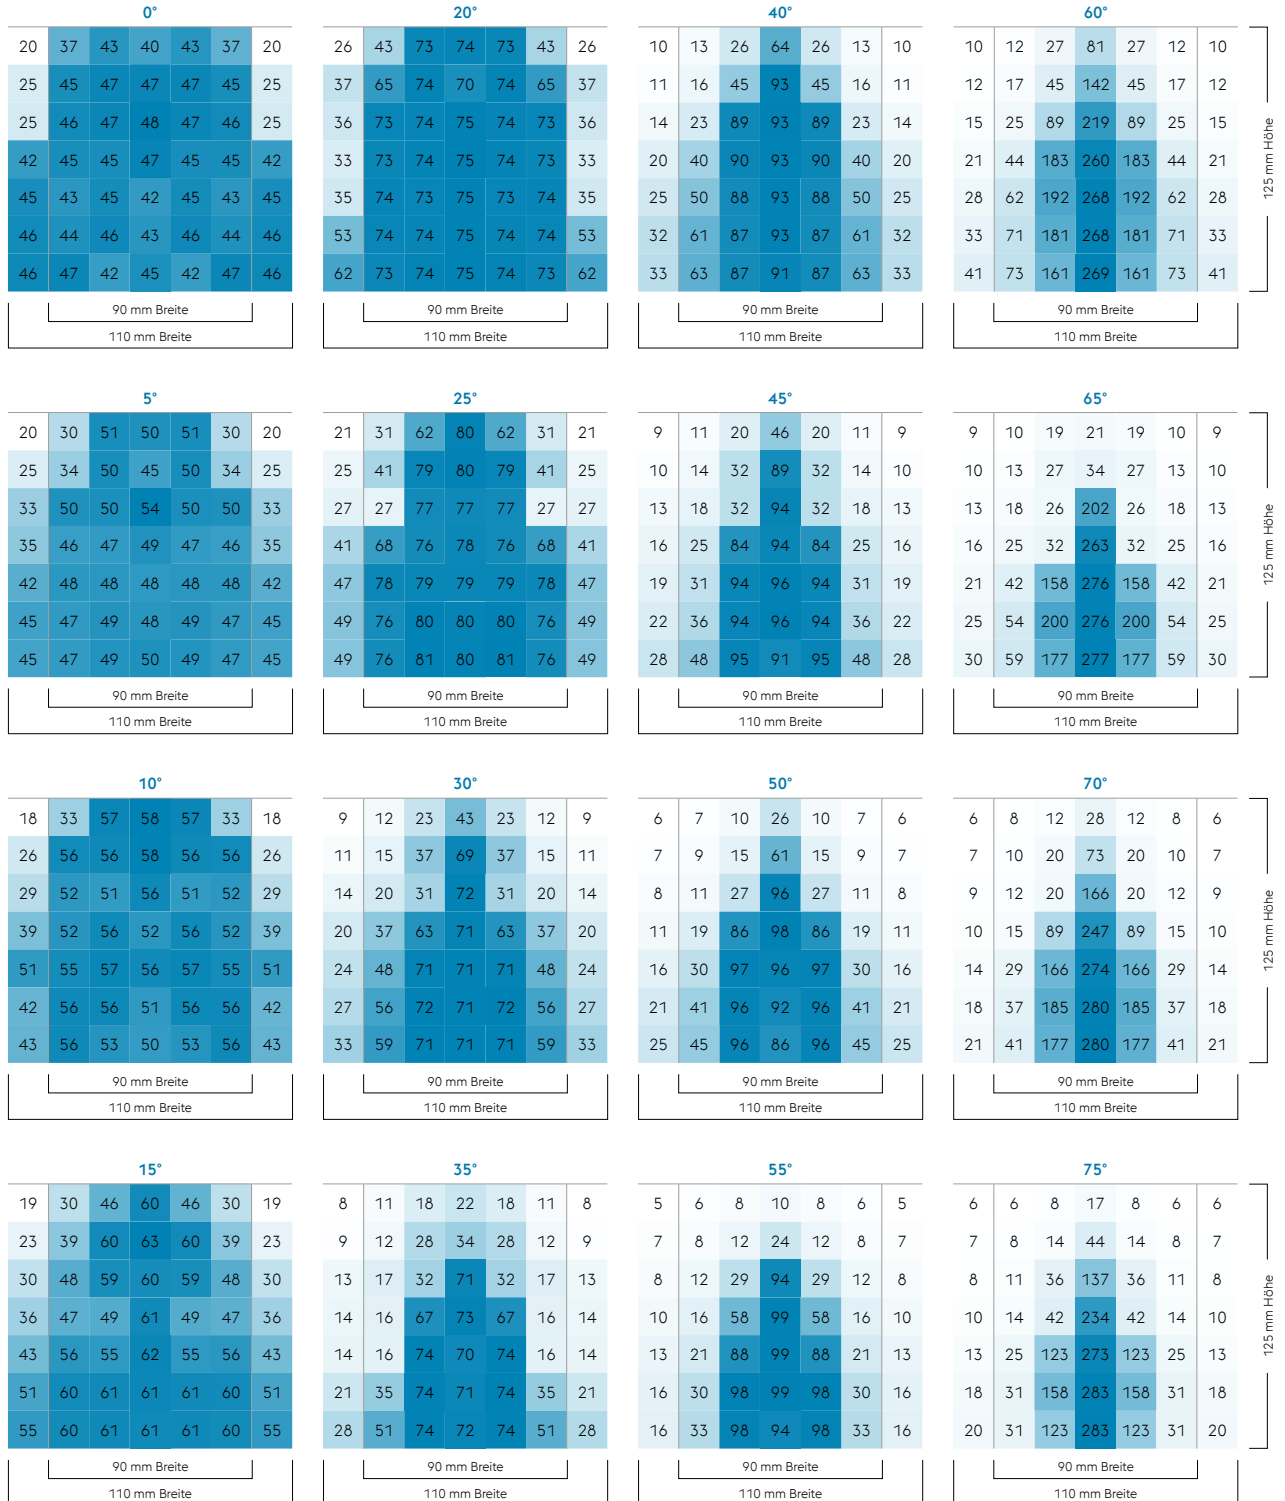 0° 20° 40° 60°
20 37 43 40 43 37 20 26 43 73 74 73 43 26 10 13 26 64 26 13 10 10 12 27 81 27 12 10
25 45 47 47 47 45 25 37 65 74 70 74 65 37 11 16 45 93 45 16 11 12 17 45 142 45 17 12
25 46 47 48 47 46 25 36 73 74 75 74 73 36 14 23 89 93 89 23 14 15 25 89 219 89 25 15
42 45 45 47 45 45 42 33 73 74 75 74 73 33 20 40 90 93 90 40 20 21 44 183 260 183 44 21
45 43 45 42 45 43 45 35 74 74 75 73 74 35 25 50 88 93 88 50 25 28 62 192 268 192 62 28
46 44 46 43 46 44 46 53 74 74 75 74 74 53 32 61 87 93 87 61 32 33 71 181 268 181 71 33
46 47 42 45 42 47 46 62 73 74 75 74 73 62 33 63 87 91 87 63 33 41 73 161 269 161 73 41
125 mm Höhe
90 mm Breite 90 mm Breite 90 mm Breite 90 mm Breite
110 mm Breite 110 mm Breite 110 mm Breite 110 mm Breite
5° 25° 45° 65°
20 30 51 50 51 30 20 21 31 62 80 62 31 21 9 11 20 46 20 11 9 9 10 19 21 19 10 9
25 34 50 45 50 34 25 25 41 79 80 79 41 25 10 14 32 89 32 14 10 10 13 27 34 27 13 10
33 50 50 54 50 50 33 27 27 77 77 77 27 27 13 18 32 94 32 18 13 13 18 26 202 26 18 13
35 46 47 49 47 46 35 41 68 76 78 76 68 41 16 25 84 94 84 25 16 16 25 32 263 32 25 16
42 48 48 48 48 48 42 47 78 79 79 79 78 47 19 31 94 96 94 31 19 21 42 158 276 158 42 21
45 47 49 48 49 47 45 49 76 80 80 80 76 49 22 36 94 96 94 36 22 25 54 200 276 200 54 25
45 47 49 50 49 47 45 49 76 81 80 81 76 49 28 48 95 91 95 48 28 30 59 177 277 177 59 30
125 mm Höhe
90 mm Breite 90 mm Breite 90 mm Breite 90 mm Breite
110 mm Breite 110 mm Breite 110 mm Breite 110 mm Breite
10° 30° 50° 70°
18 33 57 58 57 33 18 9 12 23 43 23 12 9 6 7 10 26 10 7 6 6 8 12 28 12 8 6
26 56 56 58 56 56 26 11 15 37 69 37 15 11 7 9 15 61 15 9 7 7 10 20 73 20 10 7
29 52 51 56 51 52 29 14 20 31 72 31 20 14 8 11 27 96 27 11 8 9 12 20 166 20 12 9
39 52 56 52 56 52 39 20 37 63 71 63 37 20 11 19 86 98 86 19 11 10 15 89 247 89 15 10
51 55 57 56 57 55 51 24 48 71 71 71 48 24 16 30 97 96 97 30 16 14 29 166 274 166 29 14
42 56 56 51 56 56 42 27 56 72 71 72 56 27 21 41 96 92 96 41 21 18 37 185 280 185 37 18
43 56 53 50 53 56 43 33 59 71 71 71 59 33 25 45 96 86 96 45 25 21 41 177 280 177 41 21
125 mm Höhe
90 mm Breite 90 mm Breite 90 mm Breite 90 mm Breite
110 mm Breite 110 mm Breite 110 mm Breite 110 mm Breite
15° 35° 55° 75°
19 30 46 60 46 30 19 8 11 18 22 18 11 8 5 6 8 10 8 6 5 6 6 8 17 8 6 6
23 39 60 63 60 39 23 9 12 28 34 28 12 9 7 8 12 24 12 8 7 7 8 14 44 14 8 7
30 48 59 60 59 48 30 13 17 32 71 32 17 13 8 12 29 94 29 12 8 8 11 36 137 36 11 8
36 47 49 61 49 47 36 14 16 67 73 67 16 14 10 16 58 99 58 16 10 10 14 42 234 42 14 10
43 56 55 62 55 56 43 14 16 74 70 74 16 14 13 21 88 99 88 21 13 13 25 123 273 123 25 13
51 60 61 61 61 60 51 21 35 74 71 74 35 21 16 30 98 99 98 30 16 18 31 158 283 158 31 18
55 60 61 61 61 60 55 28 51 74 72 74 51 28 16 33 98 94 98 33 16 20 31 123 283 123 31 20
125 mm Höhe
90 mm Breite 90 mm Breite 90 mm Breite 90 mm Breite
110 mm Breite 110 mm Breite 110 mm Breite 110 mm Breite